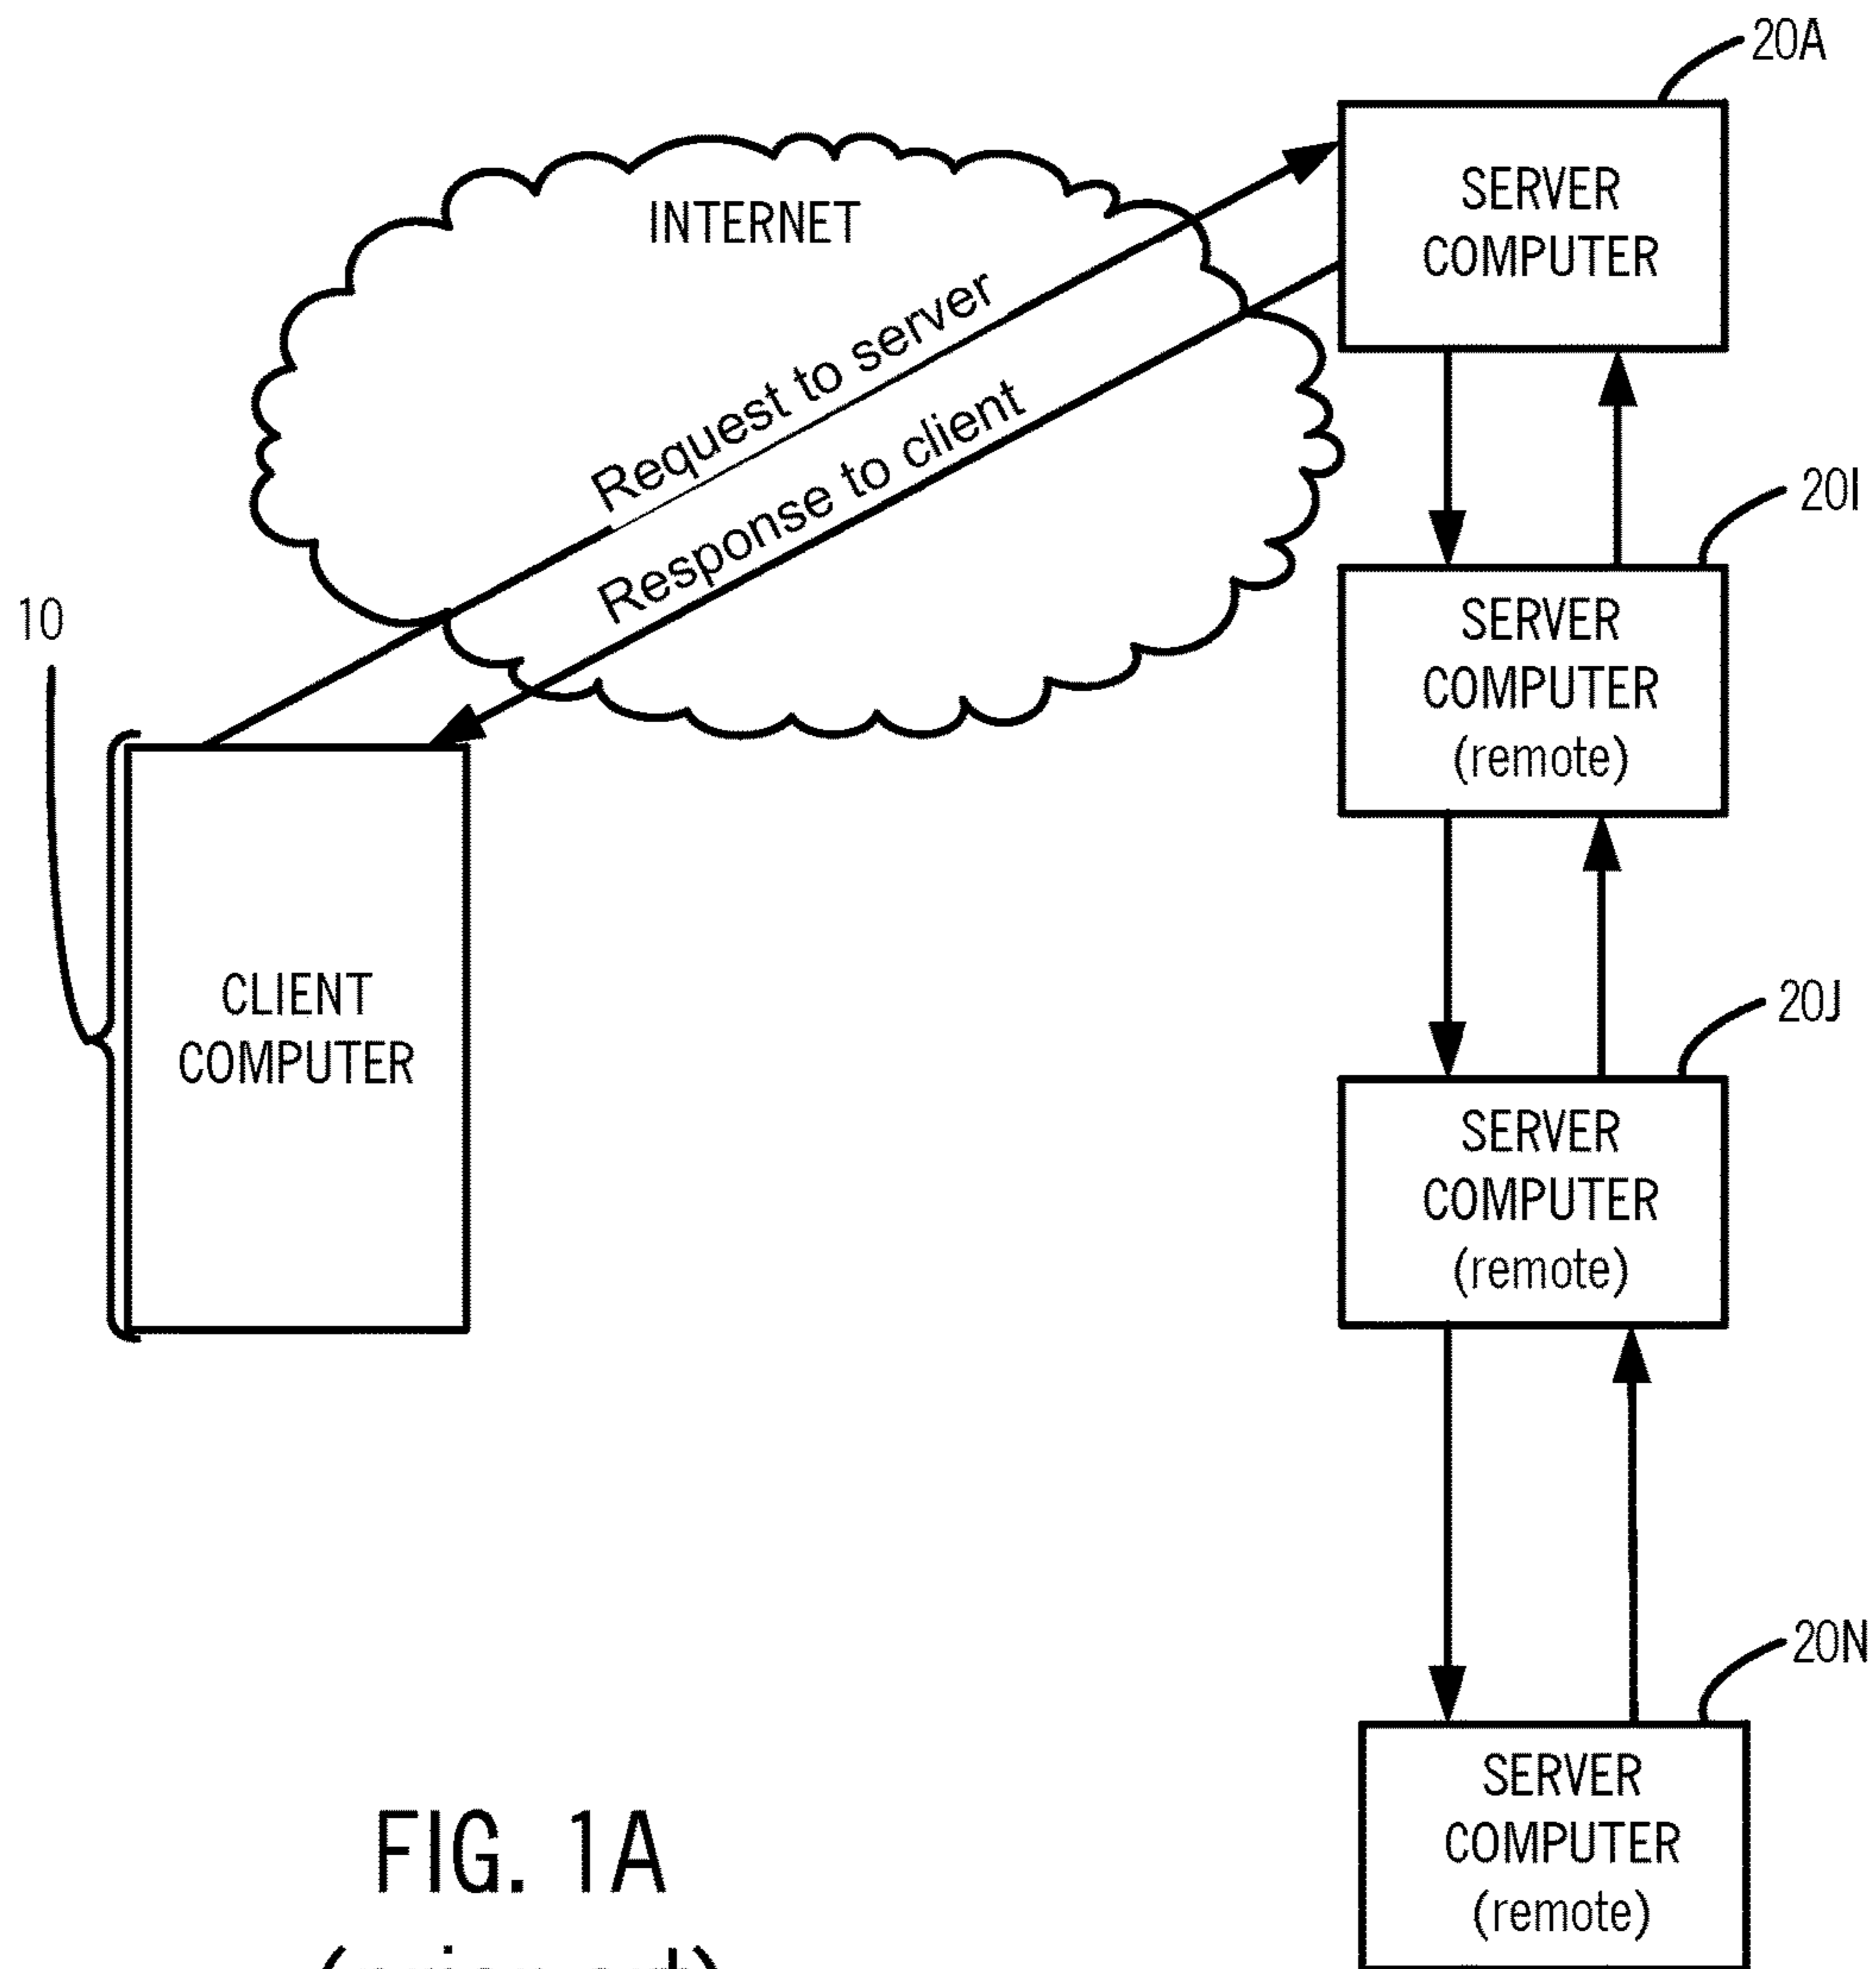 20A
SERVER
COMPUTER
INTERNET
Request to server
Response to client
20I
SERVER
COMPUTER
(remote)
10
CLIENT
COMPUTER
20J
SERVER
COMPUTER
(remote)
20N
SERVER
COMPUTER
(remote)
FIG. 1A